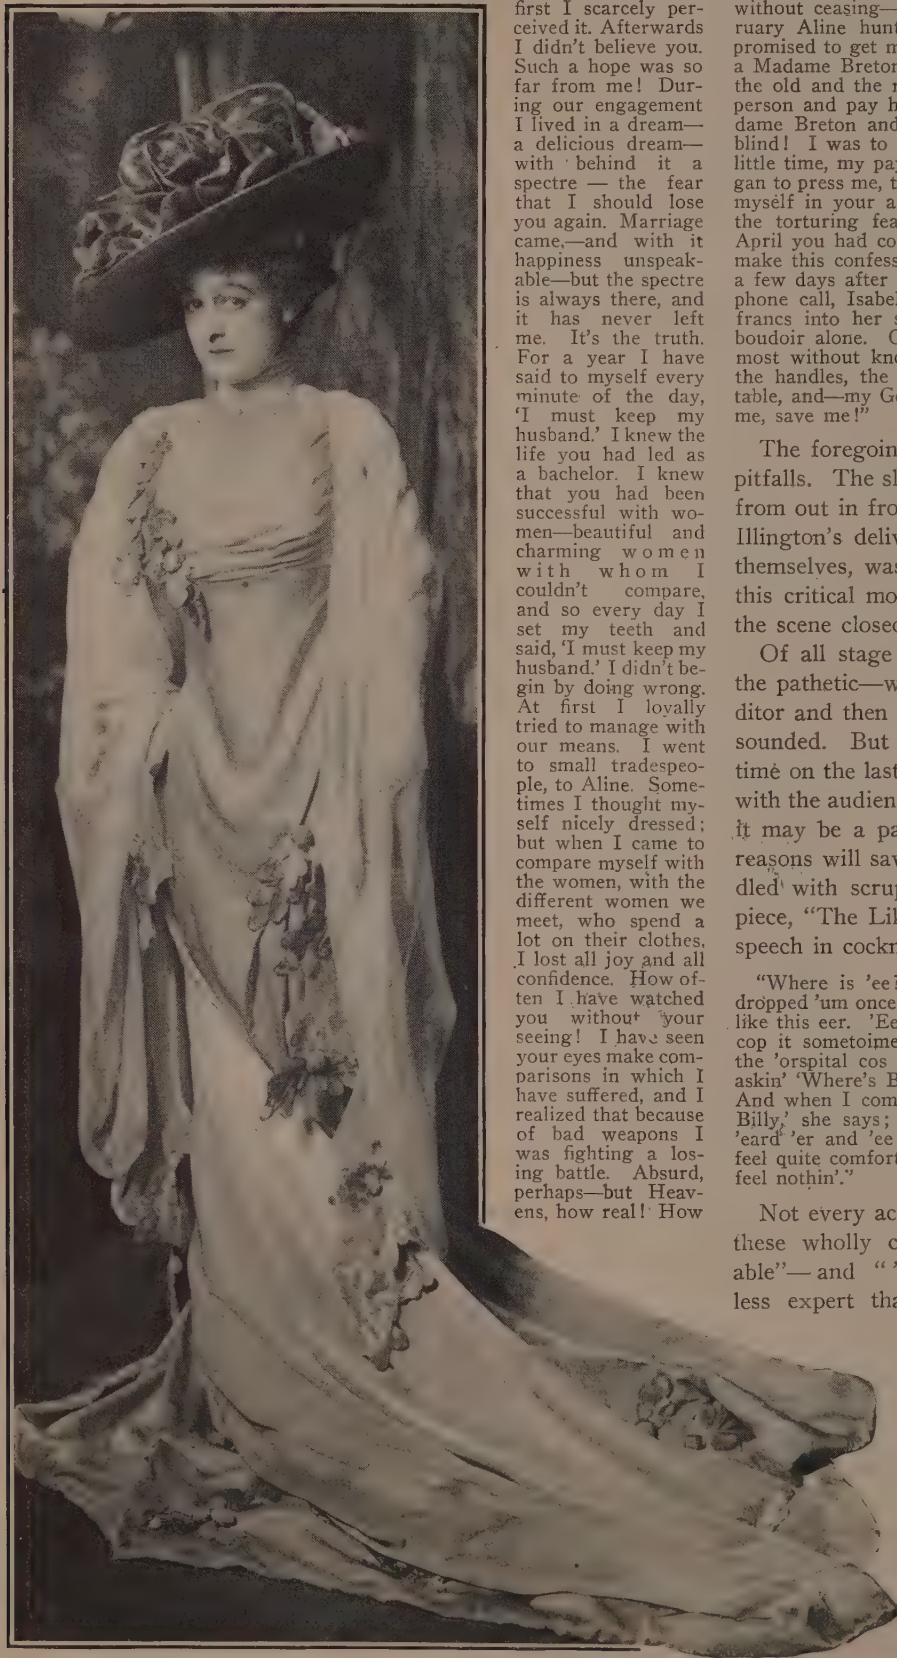 first I scarcely per-
ceived it. Afterwards
I didn't believe you.
Such a hope was so
far from me! Dur-
ing our engagement
I lived in a dream—
a delicious dream—
with behind it a
spectre — the fear
that I should lose
you again. Marriage
came,—and with it
happiness unspeak-
able—but the spectre
is always there, and
it has never left
me. It's the truth.
For a year I have
said to myself every
minute of the day,
'I must keep my
husband.' I knew the
life you had led as
a bachelor. I knew
that you had been
successful with wo-
men—beautiful and
charming women
with whom I
couldn't compare,
and so every day I
set my teeth and
said, 'I must keep my
husband.' I didn't be-
gin by doing wrong.
At first I loyally
tried to manage with
our means. I went
to small tradespeo-
ple, to Aline. Some-
times I thought my-
self nicely dressed;
but when I came to
compare myself with
the women, with the
different women we
meet, who spend a
lot on their clothes,
I lost all joy and all
confidence. How of-
ten I have watched
you without your
seeing! I have seen
your eyes make com-
parisons in which I
have suffered, and I
realized that because
of bad weapons I
was fighting a los-
ing battle. Absurd,
perhaps—but Heav-
ens, how real! How
without ceasing—
ruary Aline hunt
promised to get m
a Madame Breton
the old and the r
person and pay h
dame Breton and
blind! I was to
little time, my pa
gan to press me, t
myself in your a
the torturing fea
April you had co
make this confess
a few days after
phone call, Isabel
francs into her s
boudoir alone.
most without kno
the handles, the
table, and—my G
me, save me!"
The foregoin
pitfalls. The sl
from out in fro
Illington's deliv
themselves, was
this critical mo
the scene closed
Of all stage
the pathetic—w
ditor and then
sounded. But
time on the last
with the audien
it may be a pa
reasons will sav
dled with scrup
piece, "The Lik
speech in cockn
"Where is 'ee?
dropped 'um once
like this eer. 'Ee
cop it sometoime
the 'orspital cos
askin' 'Where's B
And when I com
Billy,' she says;
'eard 'er and 'ee
feel quite comfort
feel nothin'.'"
Not every ac
these wholly c
able"—and "'
less expert tha